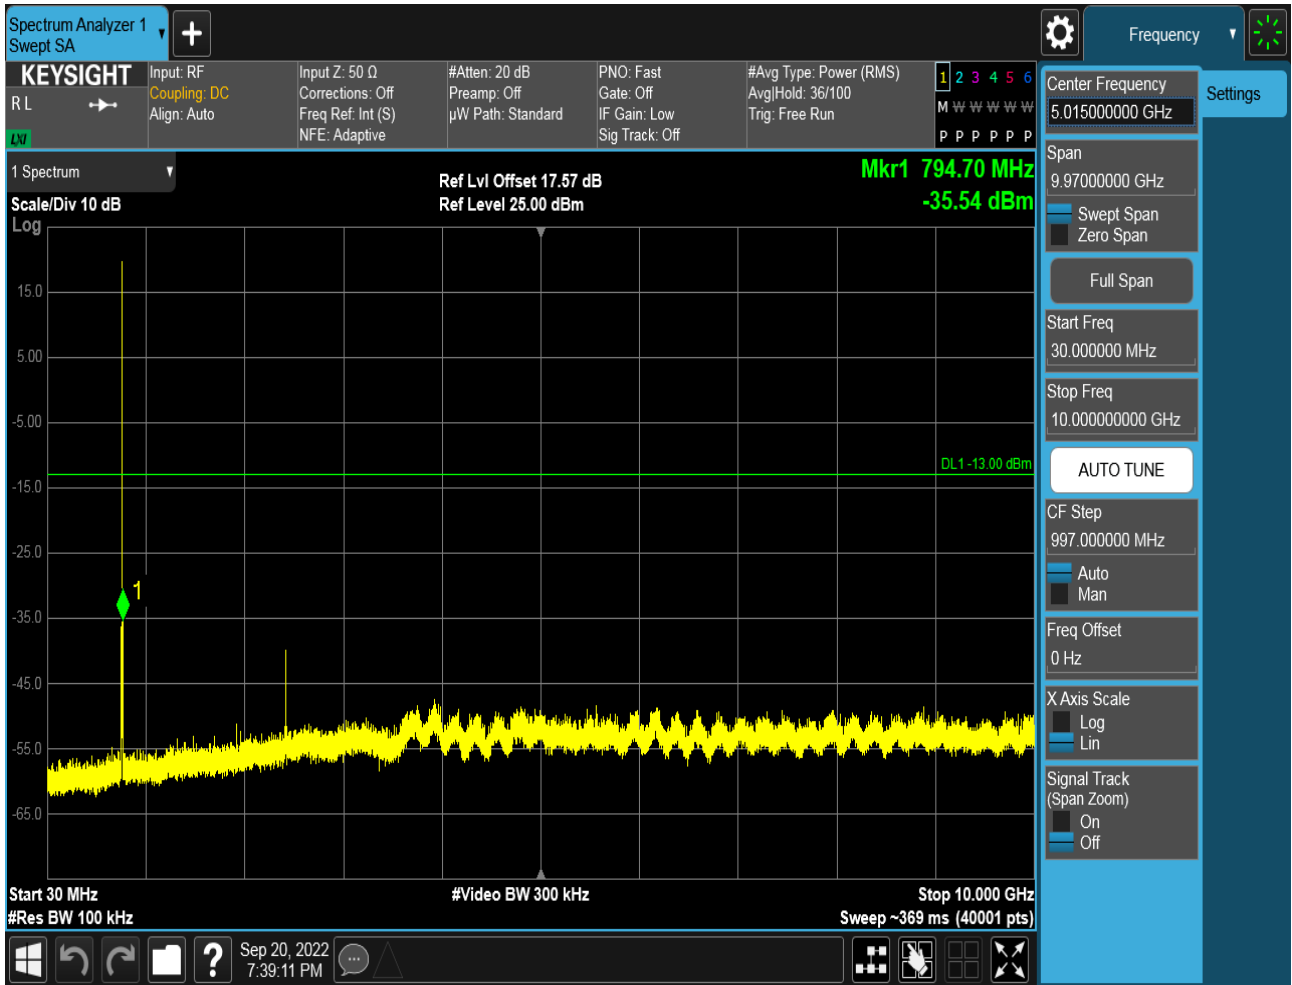 Spectrum Analyzer 1
Swept SA
Frequency
KEYSIGHT
R L
LXI
Input: RF
Coupling: DC
Align: Auto
Input Z: 50 Ω
Corrections: Off
Freq Ref: Int (S)
NFE: Adaptive
#Atten: 20 dB
Preamp: Off
µW Path: Standard
PNO: Fast
Gate: Off
IF Gain: Low
Sig Track: Off
#Avg Type: Power (RMS)
Avg|Hold: 36/100
Trig: Free Run
1 2 3 4 5 6
M W W W W W
P P P P P P
1 Spectrum
Scale/Div 10 dB
Log
Ref Lvl Offset 17.57 dB
Ref Level 25.00 dBm
Mkr1 794.70 MHz
-35.54 dBm
15.0
5.00
-5.00
-15.0
-25.0
-35.0
-45.0
-55.0
-65.0
DL1 -13.00 dBm
1
Start 30 MHz
#Res BW 100 kHz
#Video BW 300 kHz
Stop 10.000 GHz
Sweep ~369 ms (40001 pts)
Center Frequency
5.015000000 GHz
Settings
Span
9.97000000 GHz
Swept Span
Zero Span
Full Span
Start Freq
30.000000 MHz
Stop Freq
10.000000000 GHz
AUTO TUNE
CF Step
997.000000 MHz
Auto
Man
Freq Offset
0 Hz
X Axis Scale
Log
Lin
Signal Track
(Span Zoom)
On
Off
?
Sep 20, 2022
7:39:11 PM